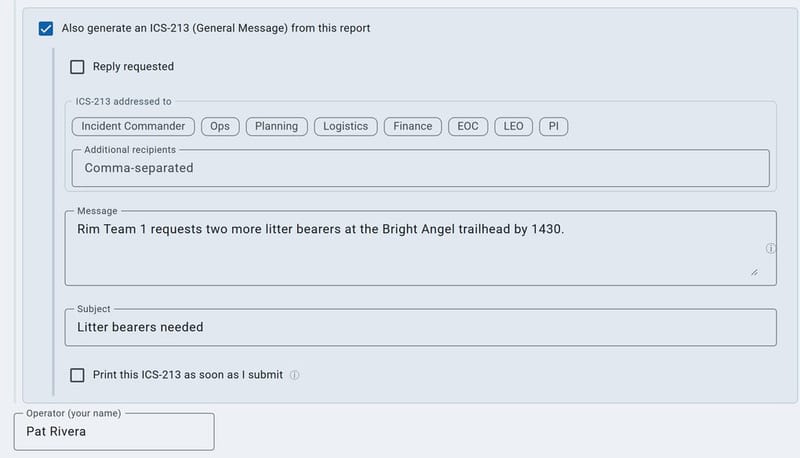 Also generate an ICS-213 (General Message) from this report
Reply requested
ICS-213 addressed to
Incident Commander Ops Planning Logistics Finance EOC LEO PI
Additional recipients
Comma-separated
Message
Rim Team 1 requests two more litter bearers at the Bright Angel trailhead by 1430.
Subject
Litter bearers needed
Print this ICS-213 as soon as I submit
Operator (your name)
Pat Rivera